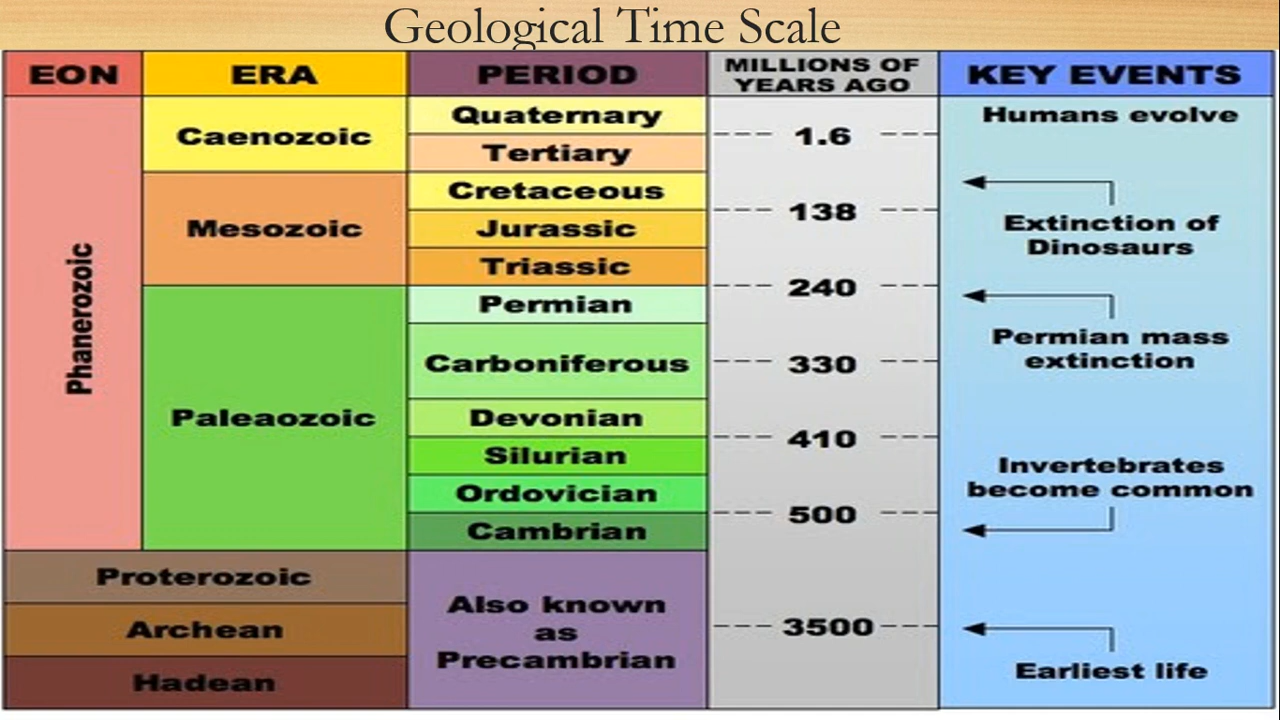 Geological Time Scale
EON
ERA
PERIOD
MILLIONS OF
YEARS AGO
KEY EVENTS
Phanerozoic
Caenozoic
Mesozoic
Paleaozoic
Quaternary
Tertiary
Cretaceous
Jurassic
Triassic
Permian
Carboniferous
Devonian
Silurian
Ordovician
Cambrian
Proterozoic
Archean
Hadean
Also known
as
Precambrian
1.6
138
240
330
410
500
3500
Humans evolve
Extinction of
Dinosaurs
Permian mass
extinction
Invertebrates
become common
Earliest life